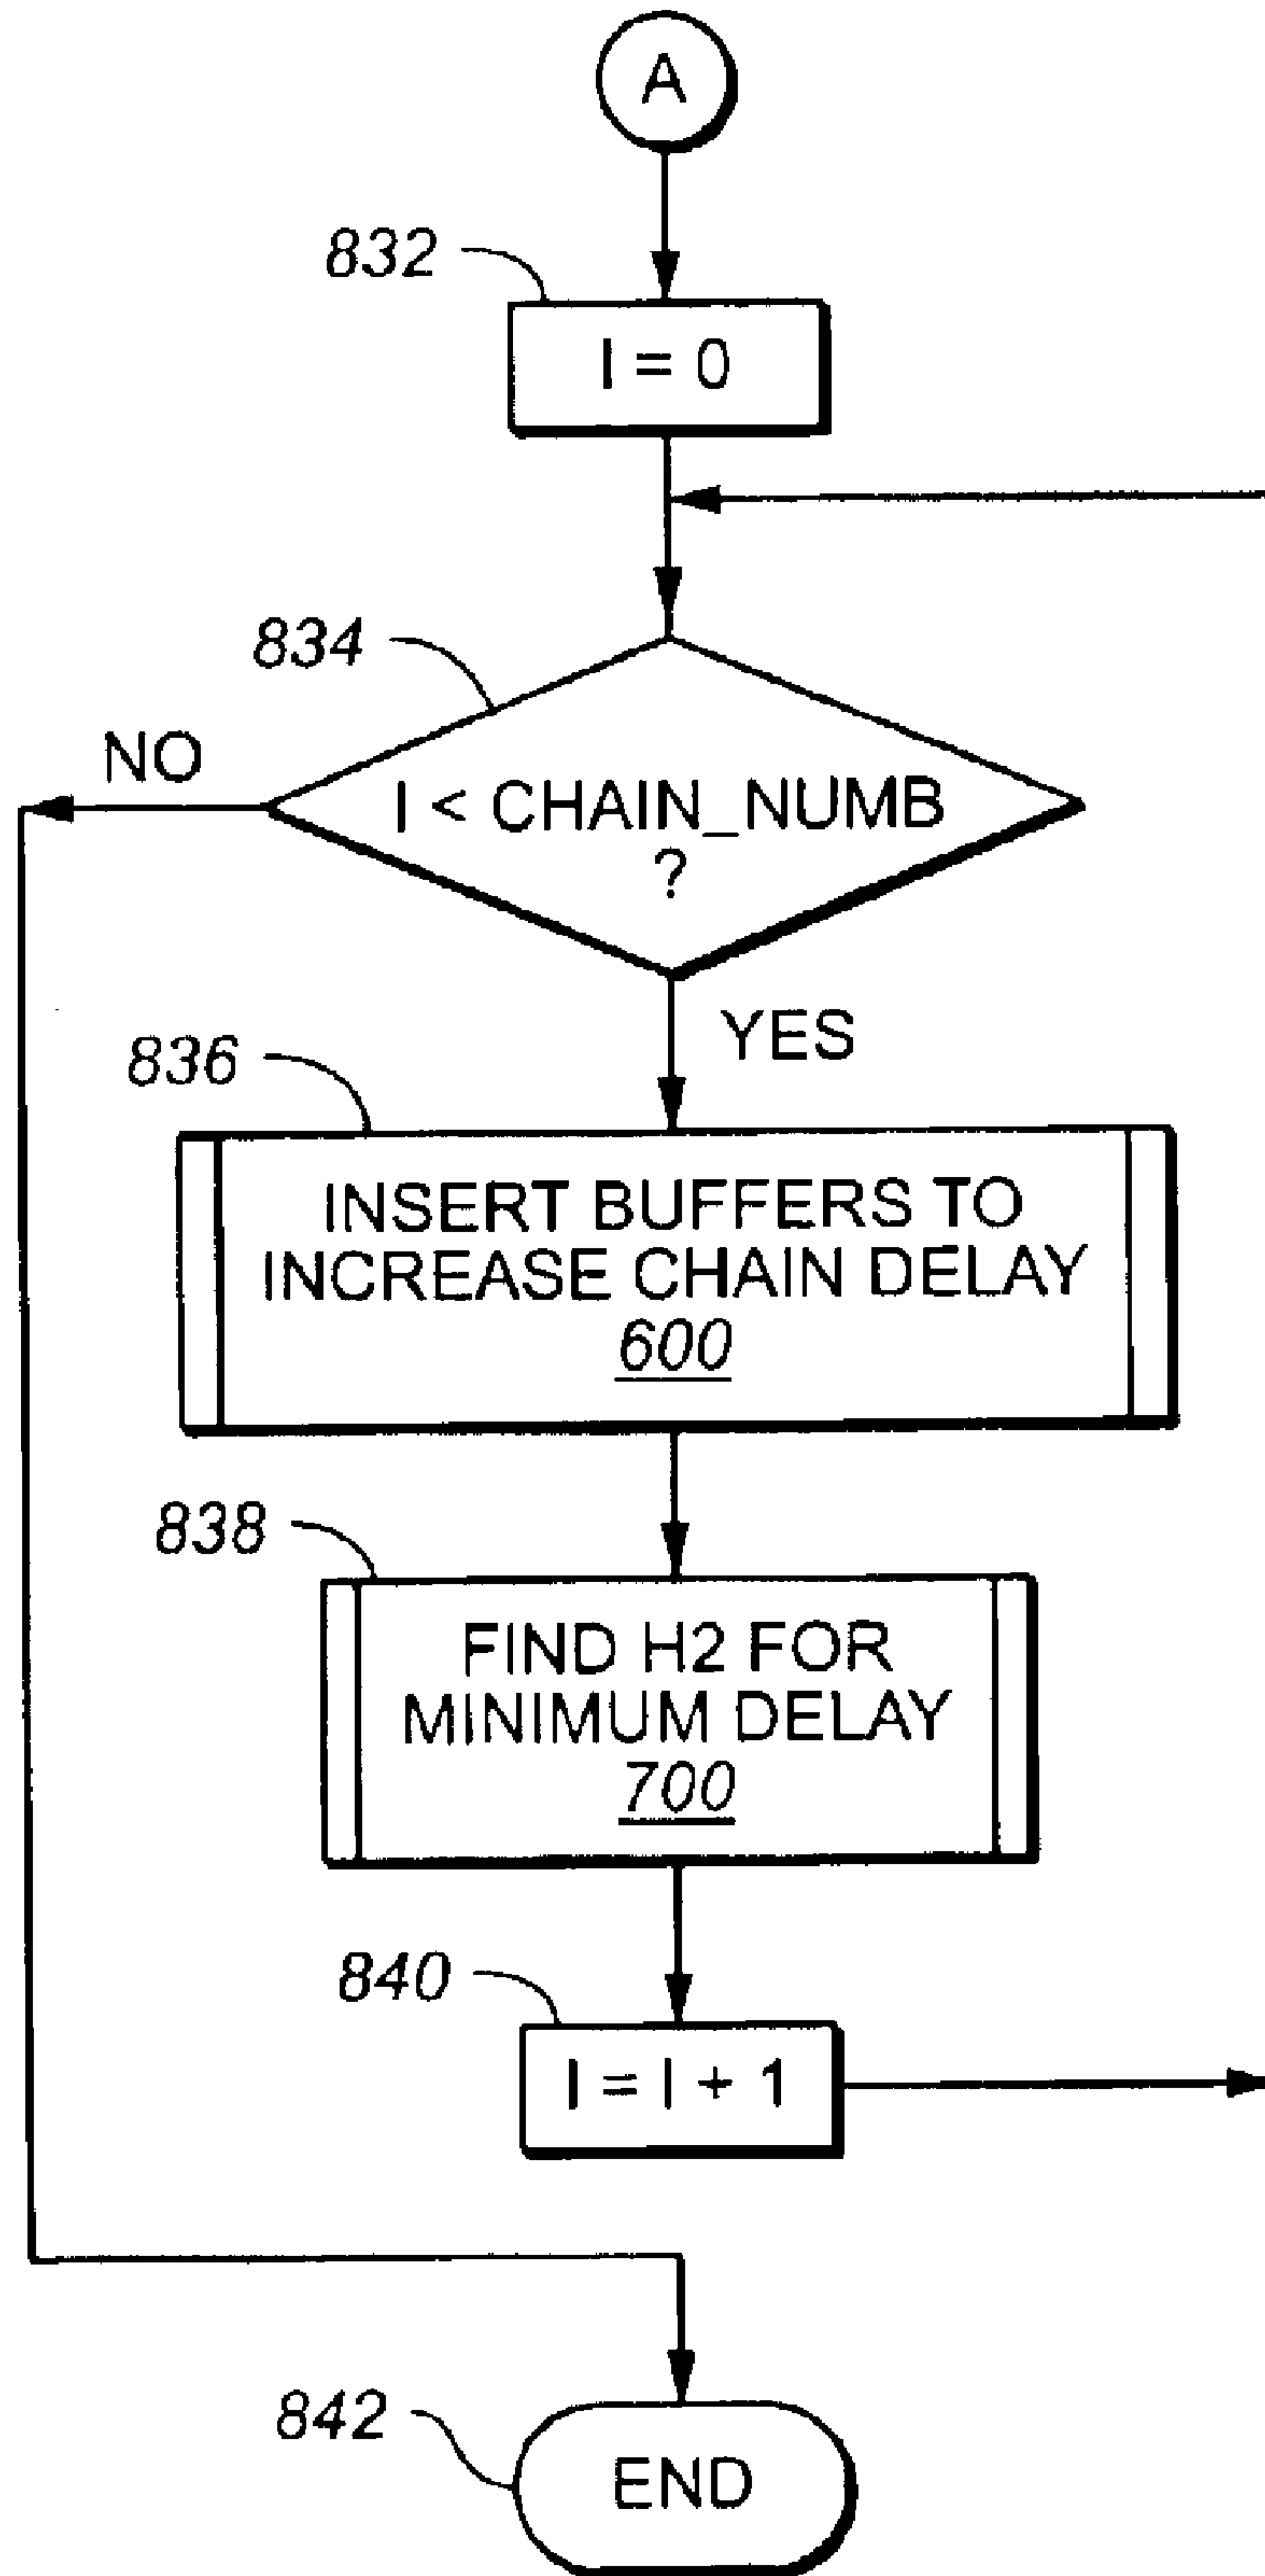 A
832
I = 0
834
NO
I < CHAIN_NUMB
?
YES
836
INSERT BUFFERS TO
INCREASE CHAIN DELAY
600
838
FIND H2 FOR
MINIMUM DELAY
700
840
I = I + 1
842
END